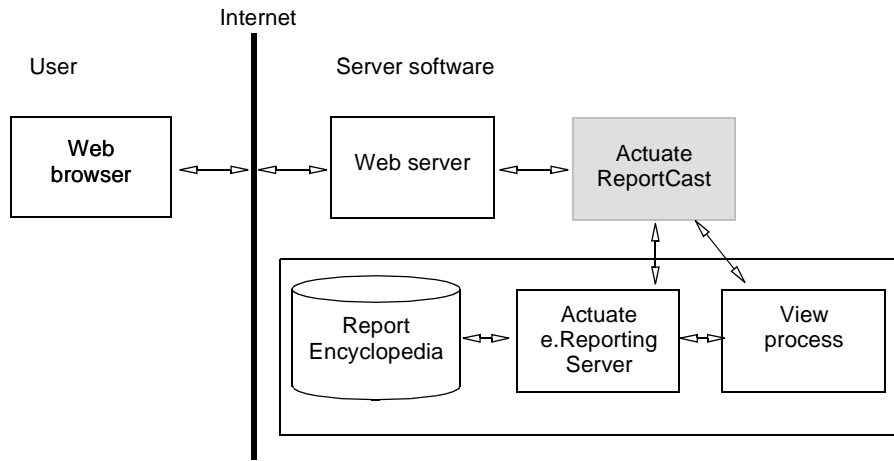 Internet
User
Server software
Web
browser
Web server
Actuate
ReportCast
Report
Encyclopedia
Actuate
e.Reporting
Server
View
process